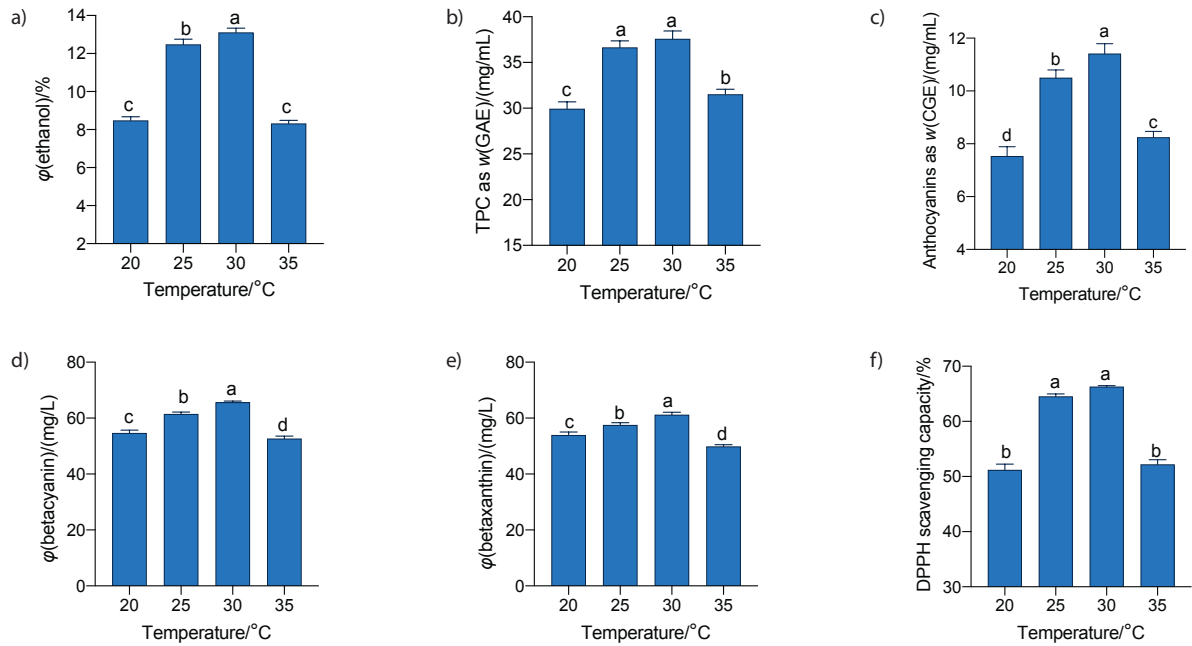 a)
φ(ethanol)/%
14
12
10
8
6
4
2
c
b
a
c
20 25 30 35
Temperature/°C
b)
TPC as w(GAE)/(mg/mL)
40
35
30
25
20
15
c
a
a
b
20 25 30 35
Temperature/°C
c)
Anthocyanins as w(CGE)/(mg/mL)
12
10
8
6
4
d
b
a
c
20 25 30 35
Temperature/°C
d)
φ(betacyanin)/(mg/L)
80
60
40
20
0
c
b
a
d
20 25 30 35
Temperature/°C
e)
φ(betaxanthin)/(mg/L)
80
60
40
20
0
c
b
a
d
20 25 30 35
Temperature/°C
f)
DPPH scavenging capacity/%
70
60
50
40
30
b
a
a
b
20 25 30 35
Temperature/°C